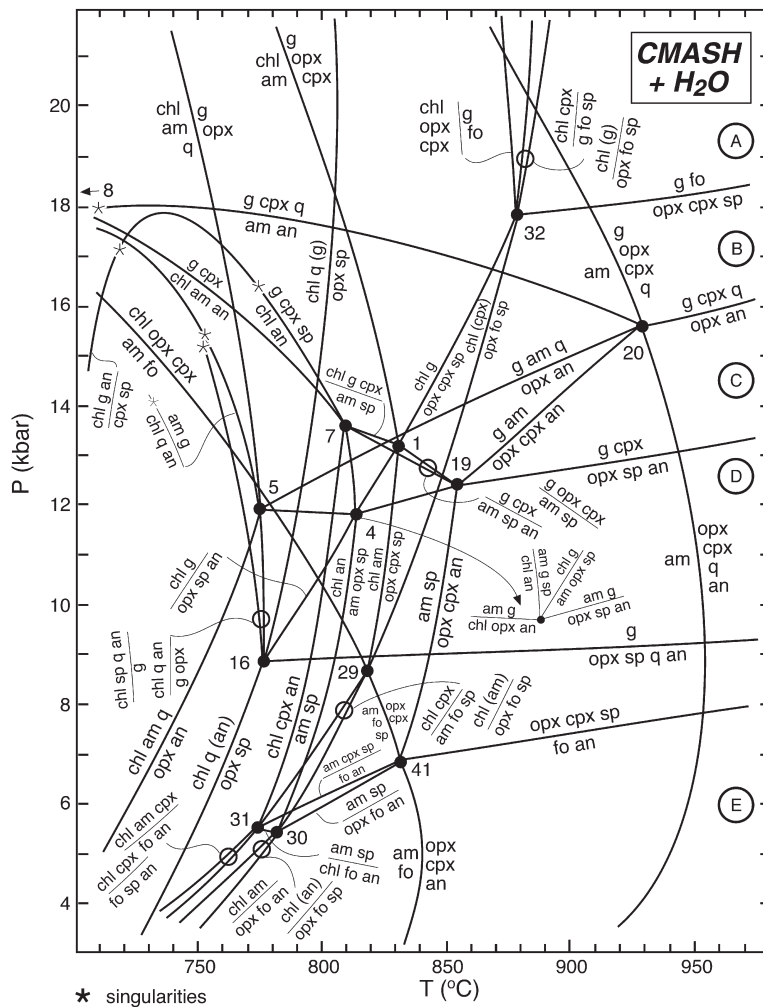 CMASH
+ H2O
g
chl opx
am cpx
chl g
am opx
q
chl g
opx fo
cpx
chl cpx
g fo sp
chl (g)
opx fo sp
A
8
g cpx q
am an
g fo
opx cpx sp
32
g
opx
am cpx
q
B
g cpx
chl am an
g cpx sp
chl an
chl q (g)
opx sp
g cpx q
opx an
20
chl opx cpx
am fo
chl g
opx cpx sp
chl (cpx)
opx fo sp
g am q
opx an
C
chl g an
cpx sp
am g
chl q an
chl g cpx
am sp
g am
opx cpx an
7
1
19
g cpx
opx sp an
D
5
4
g cpx
am sp an
g opx cpx
am sp
chl g
opx sp an
chl an
am opx sp
chl am
opx cpx sp
am sp
opx cpx an
am g sp
chl an
chl g
am opx sp
am g
chl opx an
am g
opx sp an
opx
am cpx
q
an
chl sp q an
g
chl q an
g opx
16
g
opx sp q an
29
chl am q
opx an
chl q (an)
opx sp
chl cpx an
am sp
am opx
fo cpx
sp
chl cpx
am fo sp
chl (am)
opx fo sp
opx cpx sp
fo an
41
am cpx sp
fo an
am sp
opx fo an
E
31
30
chl am cpx
fo an
chl cpx
fo sp an
am sp
chl fo an
chl am
opx fo an
chl (an)
opx fo sp
am opx
fo cpx
an
P (kbar)
20
18
16
14
12
10
8
6
4
750
800
850
900
950
T (°C)
* singularities